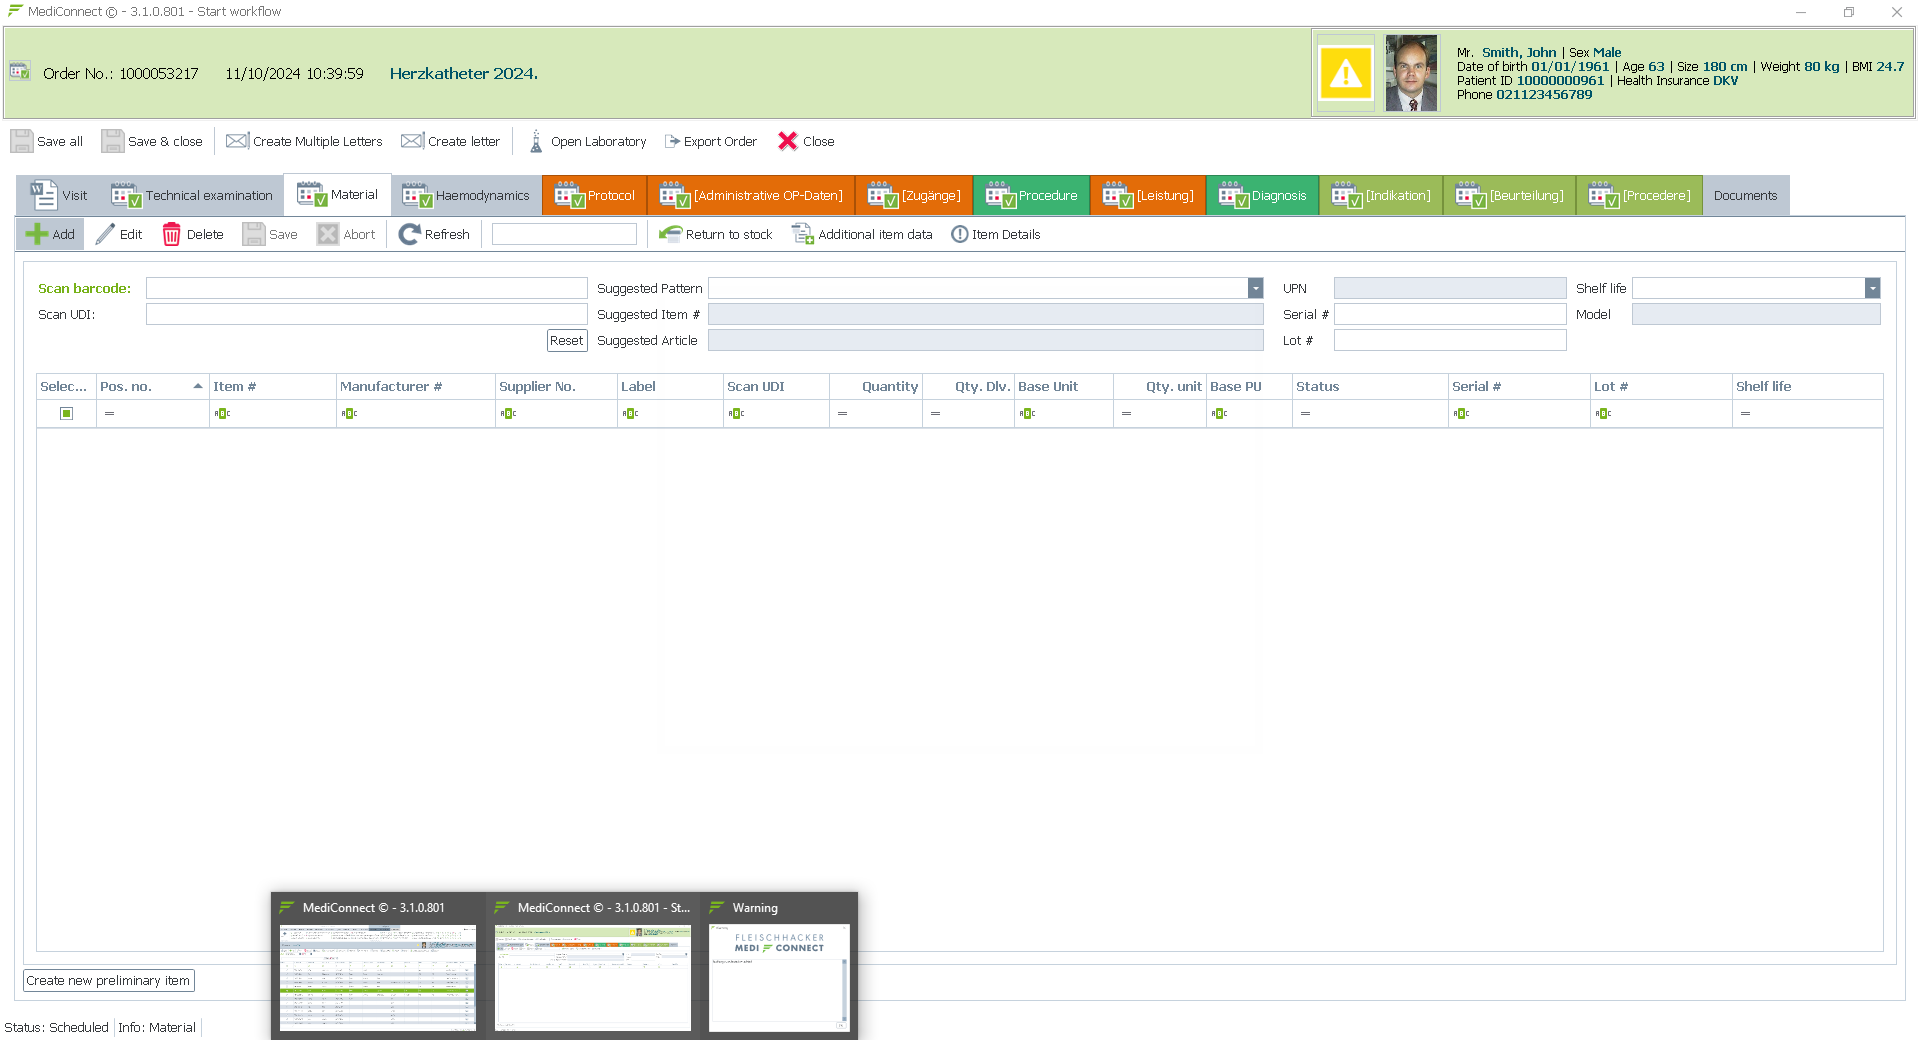 MediConnect © - 3.1.0.801 - Start workflow
Order No.: 1000053217 11/10/2024 10:39:59 Herzkatheter 2024.
Mr. Smith, John | Sex Male
Date of birth 01/01/1961 | Age 63 | Size 180 cm | Weight 80 kg | BMI 24.7
Patient ID 10000000961 | Health Insurance DKV
Phone 021123456789
Save all Save & close Create Multiple Letters Create letter Open Laboratory Export Order Close
Visit Technical examination Material Haemodynamics Protocol [Administrative OP-Daten] [Zugänge] Procedure [Leistung] Diagnosis [Indikation] [Beurteilung] [Procedere] Documents
Add Edit Delete Save Abort Refresh Return to stock Additional item data Item Details
Scan barcode: Suggested Pattern UPN Shelf life
Scan UDI: Suggested Item # Serial # Model
Reset Suggested Article Lot #
Selec... Pos. no. Item # Manufacturer # Supplier No. Label Scan UDI Quantity Qty. Dlv. Base Unit Qty. unit Base PU Status Serial # Lot # Shelf life
= ABC ABC ABC ABC ABC = = ABC = ABC = ABC ABC =
MediConnect © - 3.1.0.801 MediConnect © - 3.1.0.801 - St... Warning
FLEISCHHACKER
MEDI CONNECT
Create new preliminary item
Status: Scheduled Info: Material